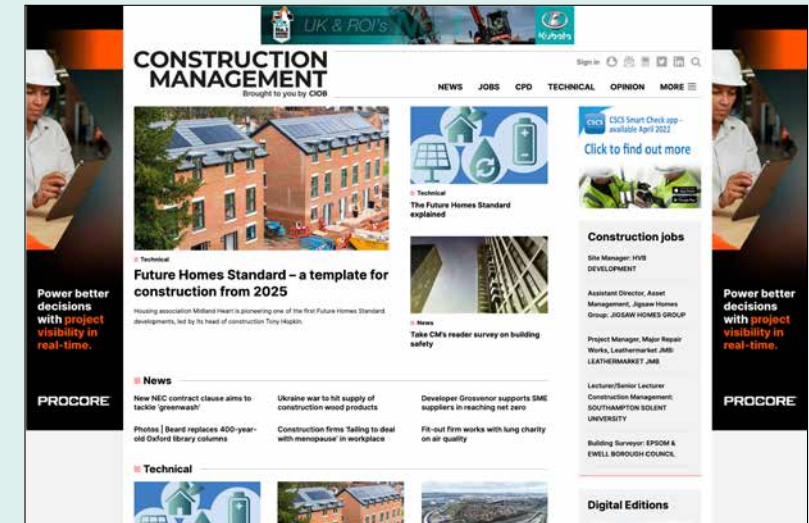 UK & ROI's
Kubota
CONSTRUCTION
MANAGEMENT
Brought to you by CIOB
Sign in
NEWS JOBS CPD TECHNICAL OPINION MORE
Technical
Future Homes Standard – a template for
construction from 2025
Housing association Midland Heart is pioneering one of the first Future Homes Standard
developments, led by its head of construction Tony Hopkin.
Technical
The Future Homes Standard
explained
News
Take CM's reader survey on building
safety
CSCS
CSCS Smart Check app -
available April 2022
Click to find out more
Construction jobs
Site Manager: HVB
DEVELOPMENT
Assistant Director, Asset
Management, Jigsaw Homes
Group: JIGSAW HOMES GROUP
Project Manager, Major Repair
Works, Leathermarket JMB:
LEATHERMARKET JMB
Lecturer/Senior Lecturer
Construction Management:
SOUTHAMPTON SOLENT
UNIVERSITY
Building Surveyor: EPSOM &
EWELL BOROUGH COUNCIL
Digital Editions
News
New NEC contract clause aims to
tackle 'greenwash'
Ukraine war to hit supply of
construction wood products
Developer Grosvenor supports SME
suppliers in reaching net zero
Photos | Beard replaces 400-year-
old Oxford library columns
Construction firms 'failing to deal
with menopause' in workplace
Fit-out firm works with lung charity
on air quality
Technical
Power better
decisions
with project
visibility in
real-time.
PROCORE
Power better
decisions
with project
visibility in
real-time.
PROCORE